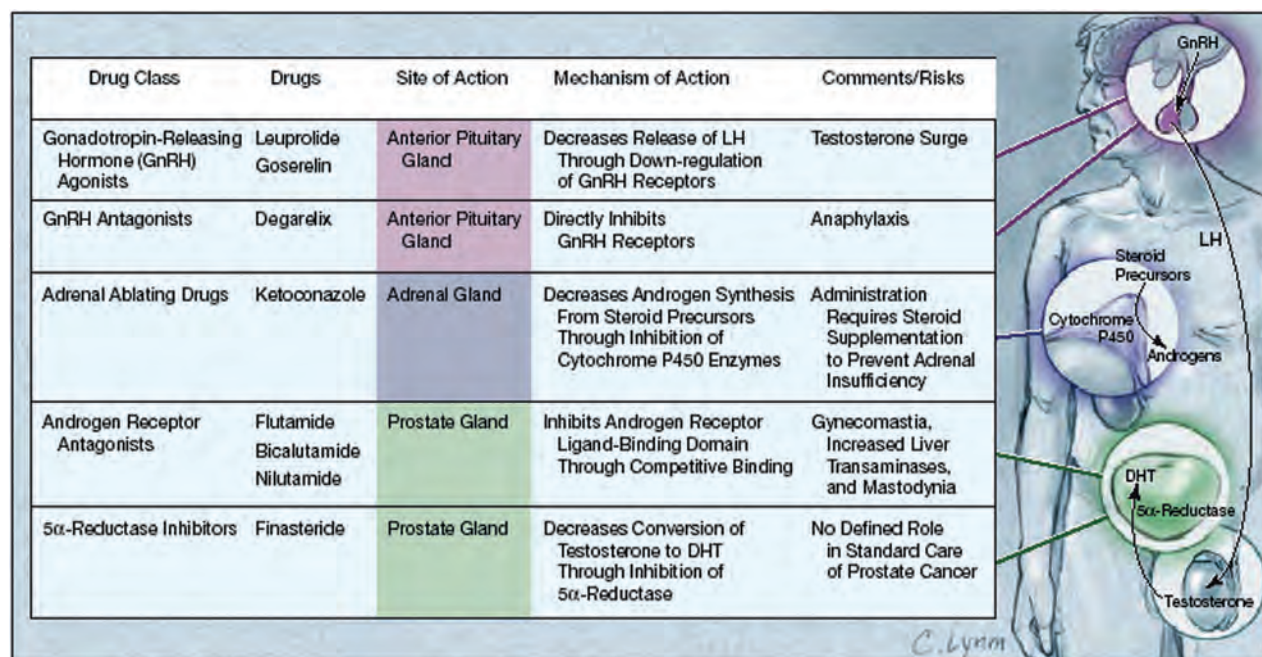 Drug Class Drugs Site of Action Mechanism of Action Comments/Risks
Gonadotropin-Releasing
Hormone (GnRH)
Agonists
Leuprolide
Goserelin
Anterior Pituitary
Gland
Decreases Release of LH
Through Down-regulation
of GnRH Receptors
Testosterone Surge
GnRH Antagonists
Degarelix
Anterior Pituitary
Gland
Directly Inhibits
GnRH Receptors
Anaphylaxis
Adrenal Ablating Drugs
Ketoconazole
Adrenal Gland
Decreases Androgen Synthesis
From Steroid Precursors
Through Inhibition of
Cytochrome P450 Enzymes
Administration
Requires Steroid
Supplementation
to Prevent Adrenal
Insufficiency
Androgen Receptor
Antagonists
Flutamide
Bicalutamide
Nilutamide
Prostate Gland
Inhibits Androgen Receptor
Ligand-Binding Domain
Through Competitive Binding
Gynecomastia,
Increased Liver
Transaminases,
and Mastodynia
5α-Reductase Inhibitors
Finasteride
Prostate Gland
Decreases Conversion of
Testosterone to DHT
Through Inhibition of
5α-Reductase
No Defined Role
in Standard Care
of Prostate Cancer
GnRH
LH
Steroid
Precursors
Cytochrome
P450
Androgens
DHT
5α-Reductase
Testosterone
C. Lynm